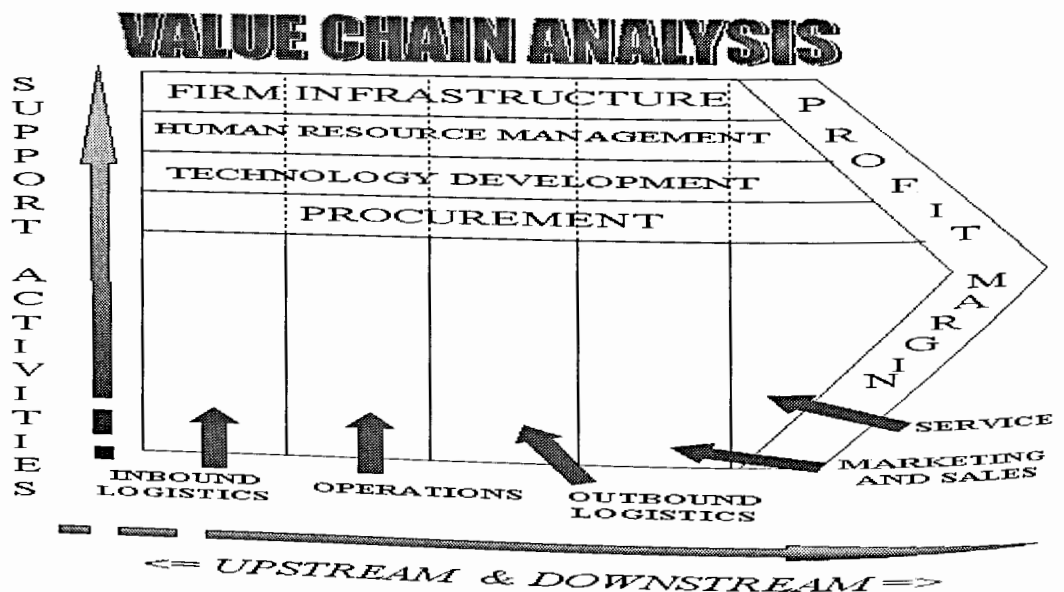 VALUE CHAIN ANALYSIS
SUPPORT ACTIVITIES
FIRM INFRASTRUCTURE
HUMAN RESOURCE MANAGEMENT
TECHNOLOGY DEVELOPMENT
PROCUREMENT
PROFIT MARGIN
SERVICE
MARKETING
AND SALES
INBOUND
LOGISTICS
OPERATIONS
OUTBOUND
LOGISTICS
<= UPSTREAM & DOWNSTREAM =>